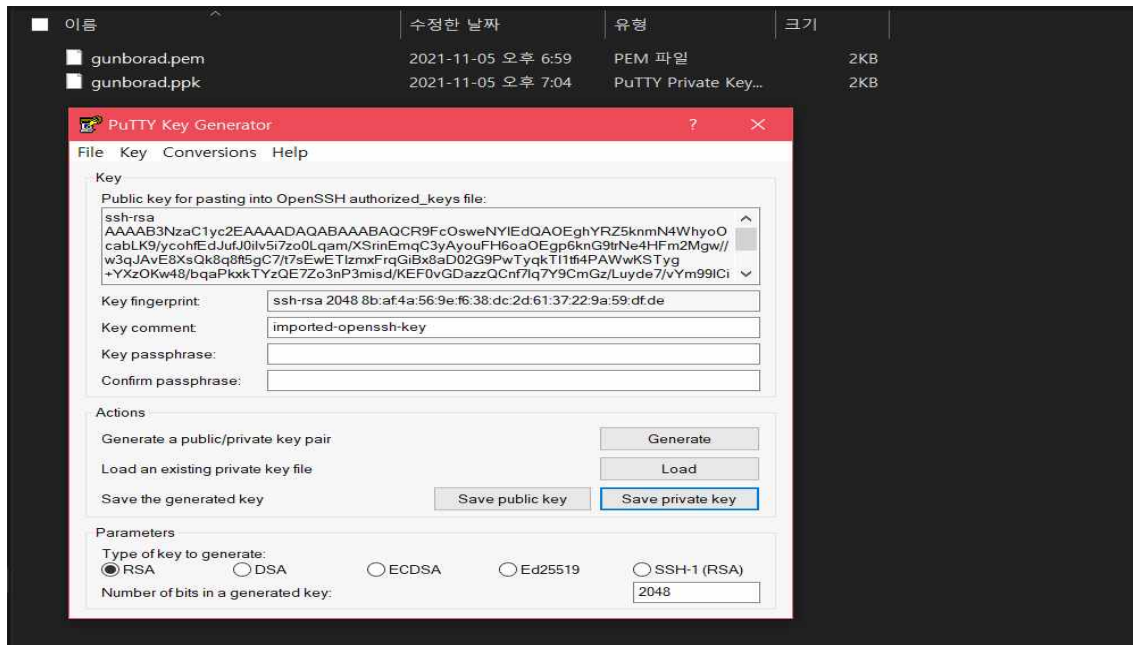 이름 수정한 날짜 유형 크기
gunborad.pem 2021-11-05 오후 6:59 PEM 파일 2KB
gunborad.ppk 2021-11-05 오후 7:04 PuTTY Private Key... 2KB
PuTTY Key Generator ? ×
File Key Conversions Help
Key
Public key for pasting into OpenSSH authorized_keys file:
ssh-rsa
Key fingerprint: ssh-rsa 2048 8b:af:4a:56:9e:f6:38:dc:2d:61:37:22:9a:59:df:de
Key comment: imported-openssh-key
Key passphrase:
Confirm passphrase:
Actions
Generate a public/private key pair Generate
Load an existing private key file Load
Save the generated key Save public key Save private key
Parameters
Type of key to generate:
RSA DSA ECDSA Ed25519 SSH-1 (RSA)
Number of bits in a generated key: 2048